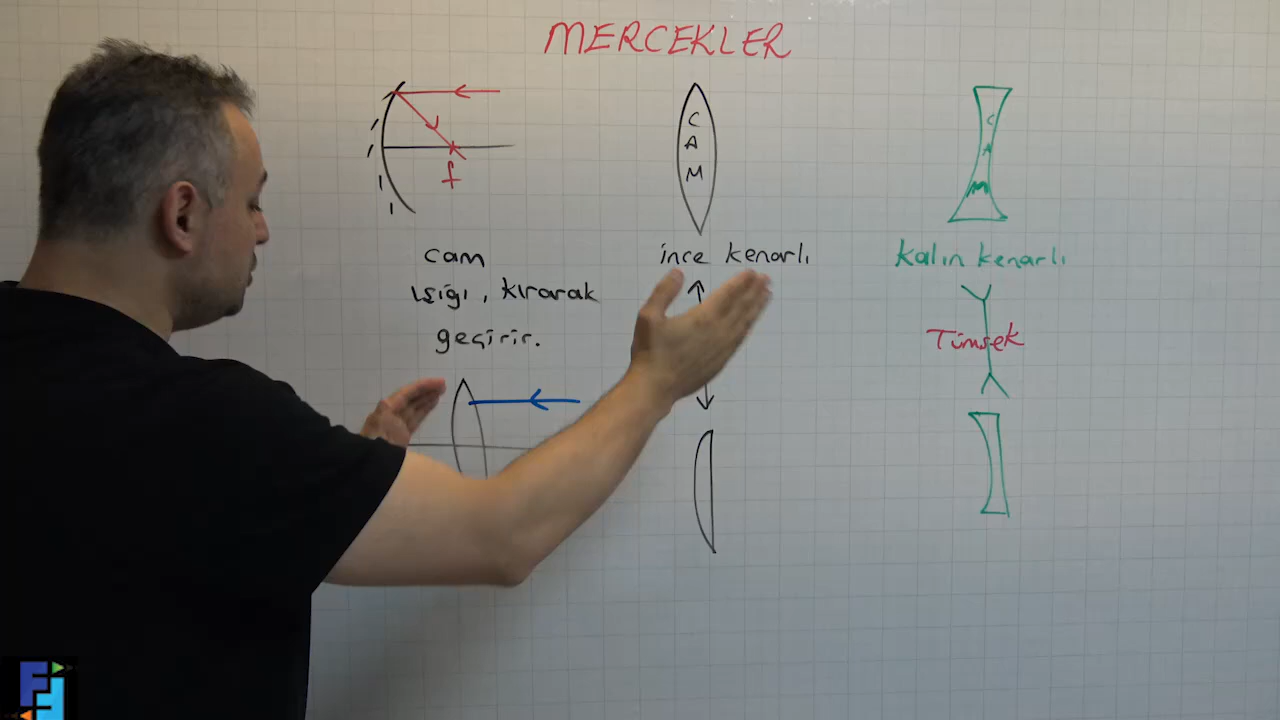 MERCEKLER
f
cam
ışığı, kırarak
geçirir.
C
A
M
ince kenarlı
C
A
M
Kalın kenarlı
Tümsek